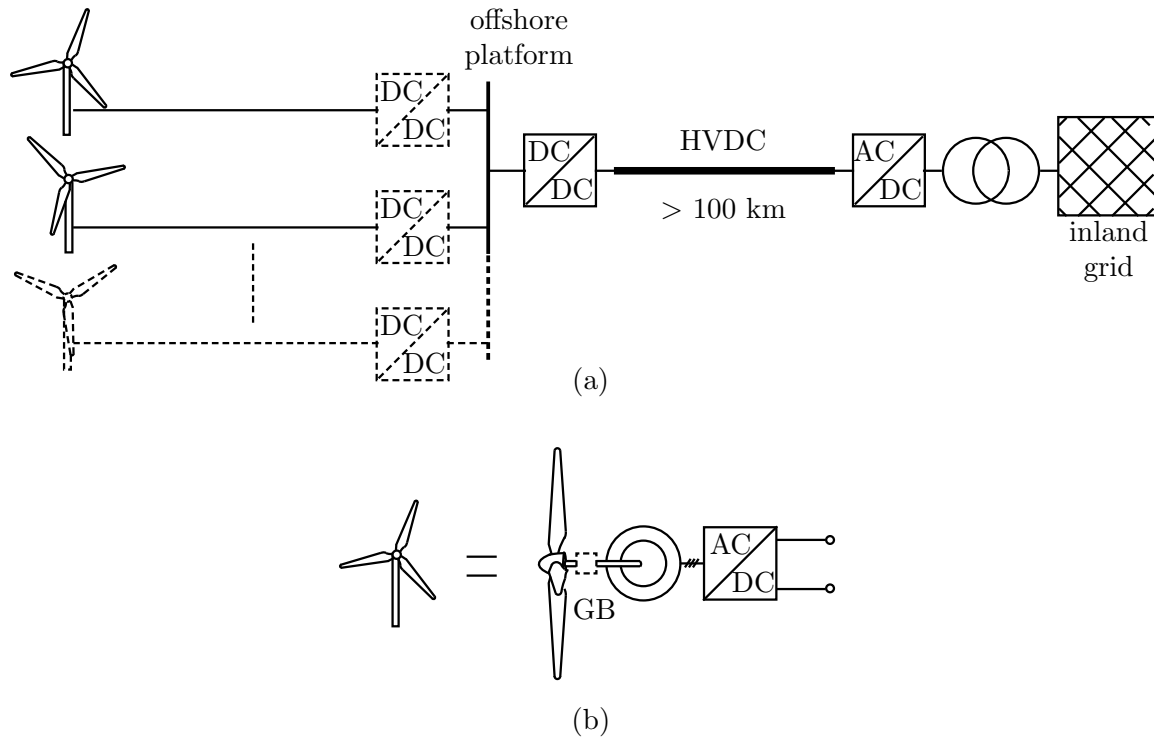 offshore
platform
DC
DC
DC
DC
HVDC
AC
DC
> 100 km
DC
DC
inland
grid
DC
DC
(a)
AC
DC
GB
(b)